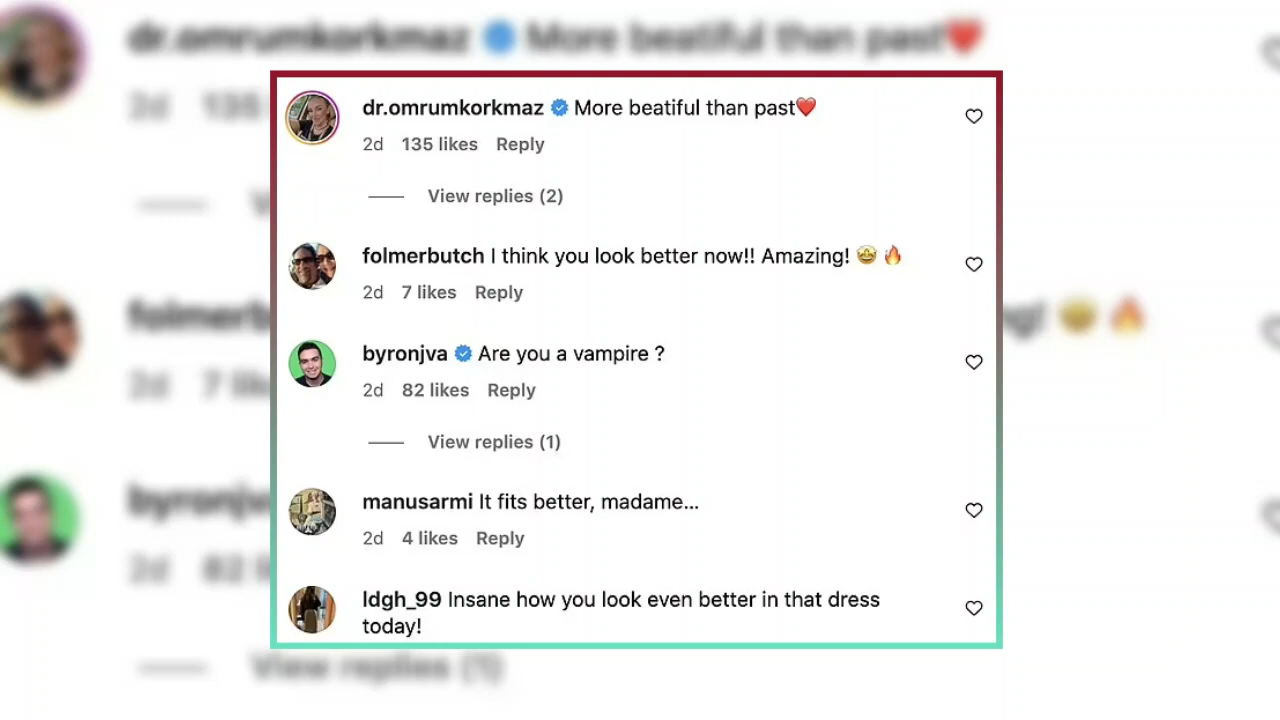 dr.omrumkorkmaz More beatiful than past❤️
2d 135 likes Reply
View replies (2)
folmerbutch I think you look better now!! Amazing! 🤩 🔥
2d 7 likes Reply
byronjva Are you a vampire ?
2d 82 likes Reply
View replies (1)
manusarmi It fits better, madame...
2d 4 likes Reply
ldgh_99 Insane how you look even better in that dress
today!